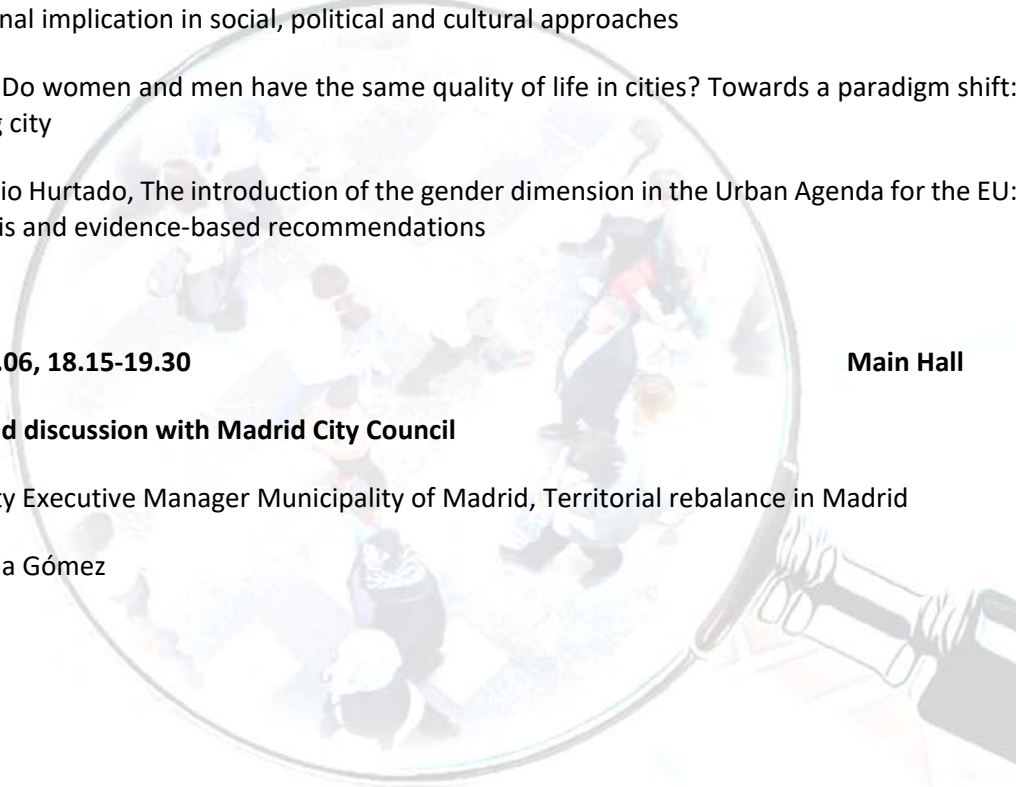 nal implication in social, political and cultural approaches
Do women and men have the same quality of life in cities? Towards a paradigm shift:
city
io Hurtado, The introduction of the gender dimension in the Urban Agenda for the EU:
is and evidence-based recommendations
.06, 18.15-19.30 Main Hall
d discussion with Madrid City Council
ty Executive Manager Municipality of Madrid, Territorial rebalance in Madrid
a Gómez